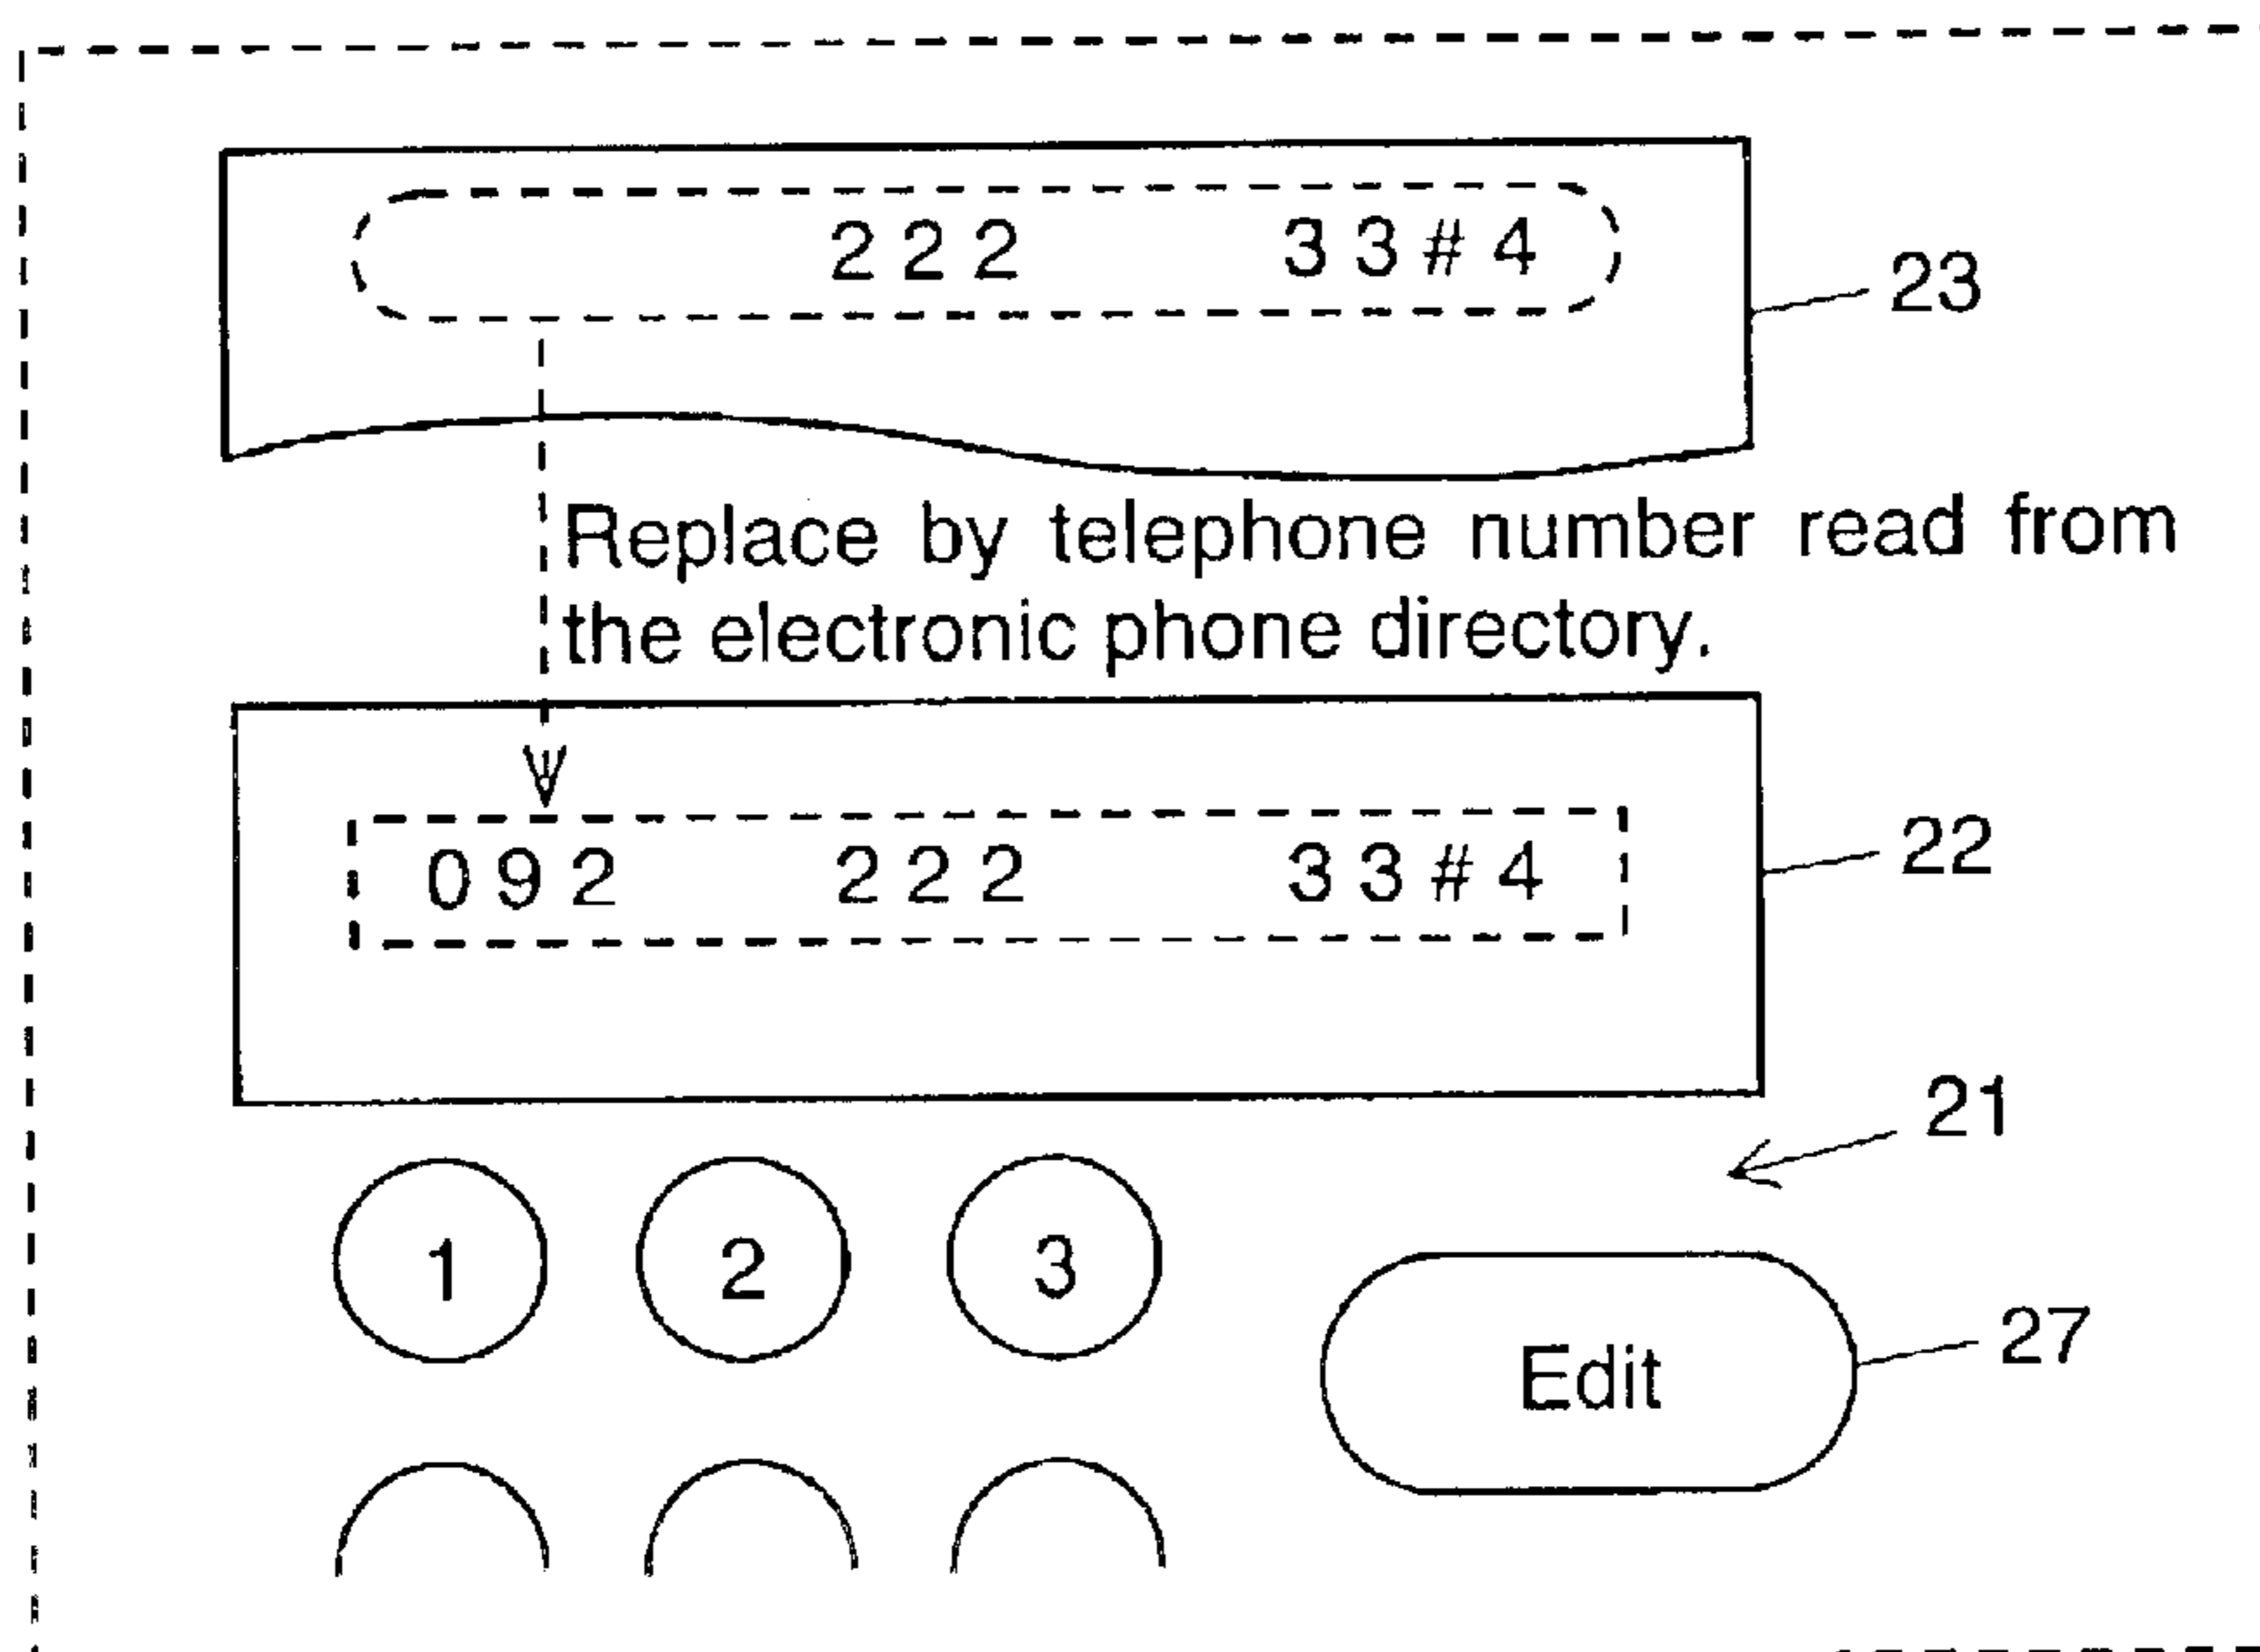 222 33#4
23
Replace by telephone number read from
the electronic phone directory.
092 222 33#4
22
21
1 2 3
Edit
27